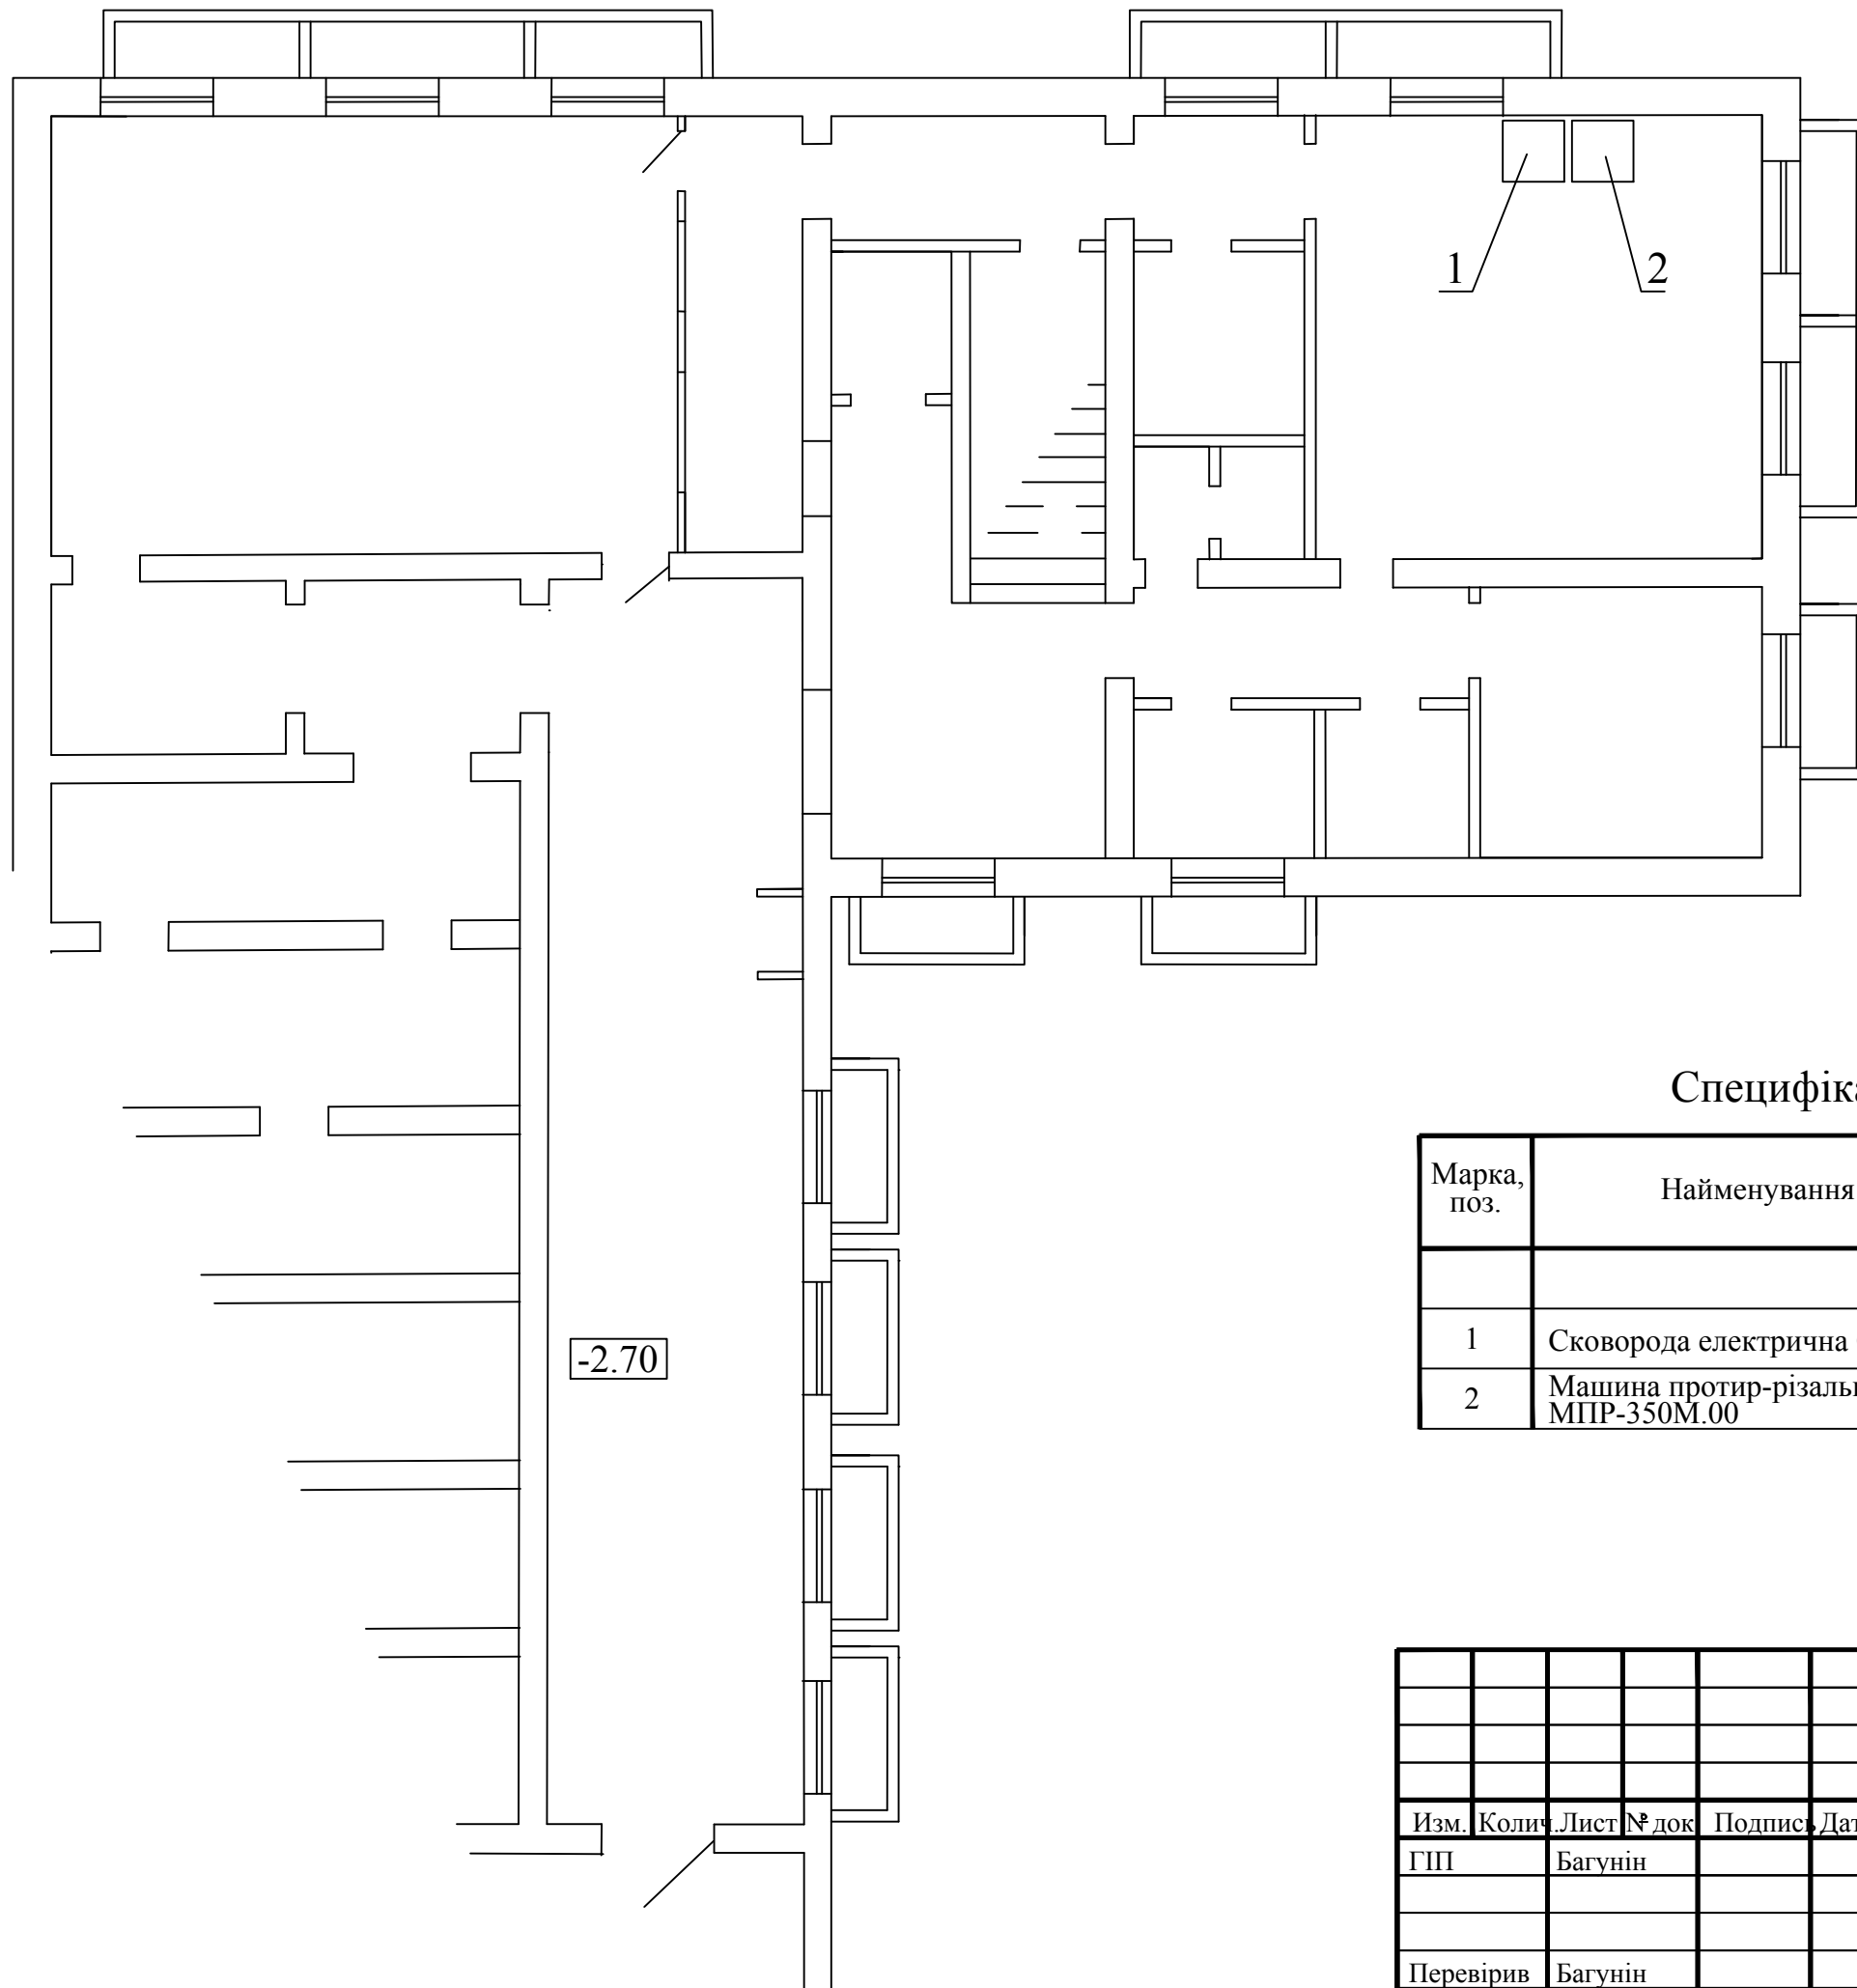 1
2
Специфіка
Марка,
поз.
Найменування
1
Сковорода електрична
2
Машина протир-різаль
МПР-350М.00
-2.70
Изм. Колич. Лист № док Подпись Дат
ГІП Багунін
Перевірив Багунін